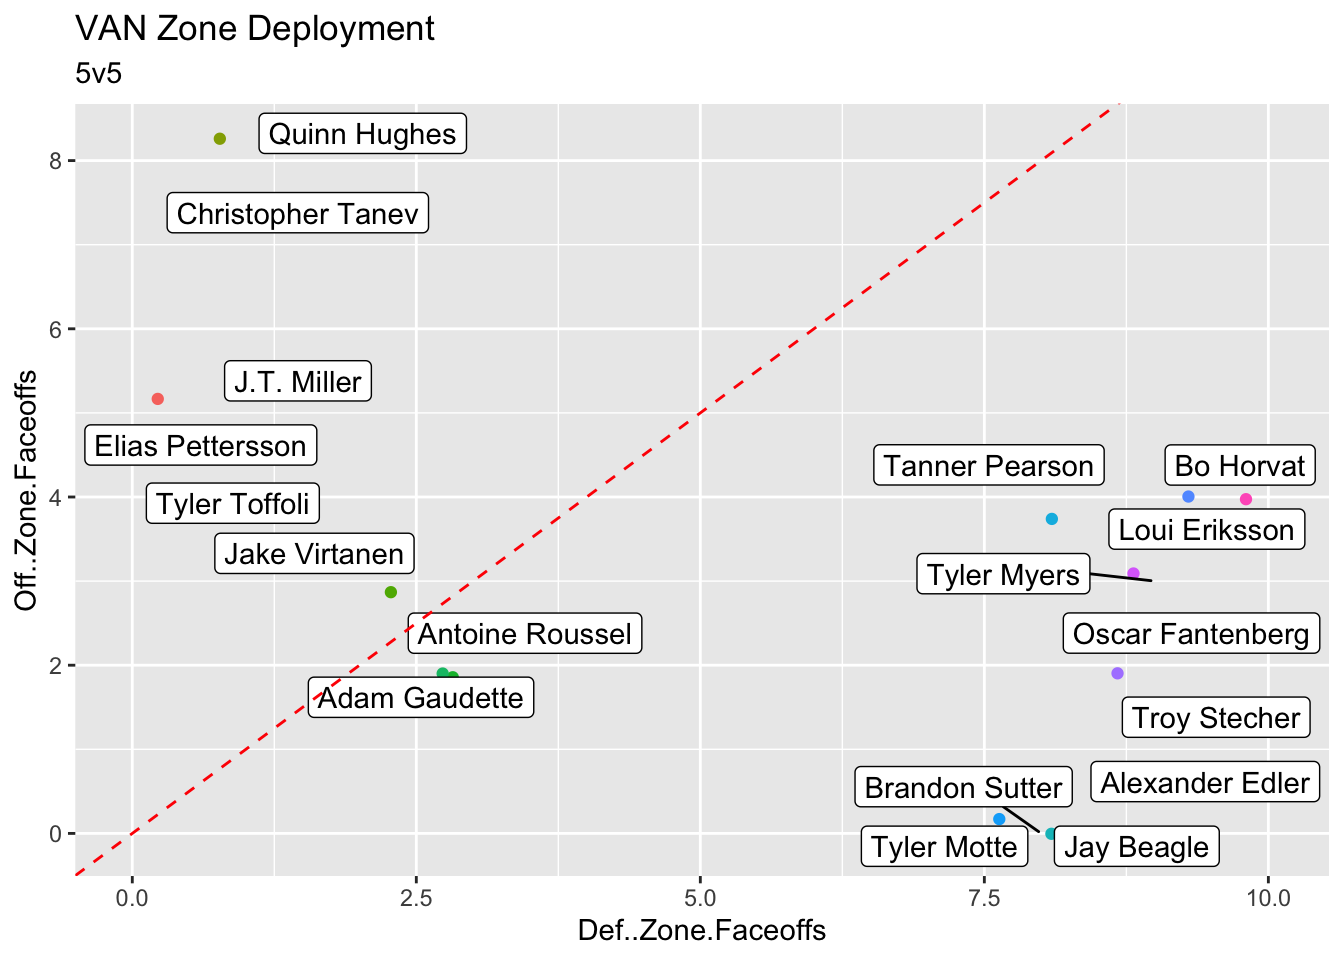 VAN Zone Deployment
5v5
Off..Zone.Faceoffs
8
6
4
2
0
Quinn Hughes
Christopher Tanev
J.T. Miller
Elias Pettersson
Tyler Toffoli
Jake Virtanen
Antoine Roussel
Adam Gaudette
Tanner Pearson
Bo Horvat
Loui Eriksson
Tyler Myers
Oscar Fantenberg
Troy Stecher
Alexander Edler
Brandon Sutter
Tyler Motte
Jay Beagle
0.0
2.5
5.0
7.5
10.0
Def..Zone.Faceoffs